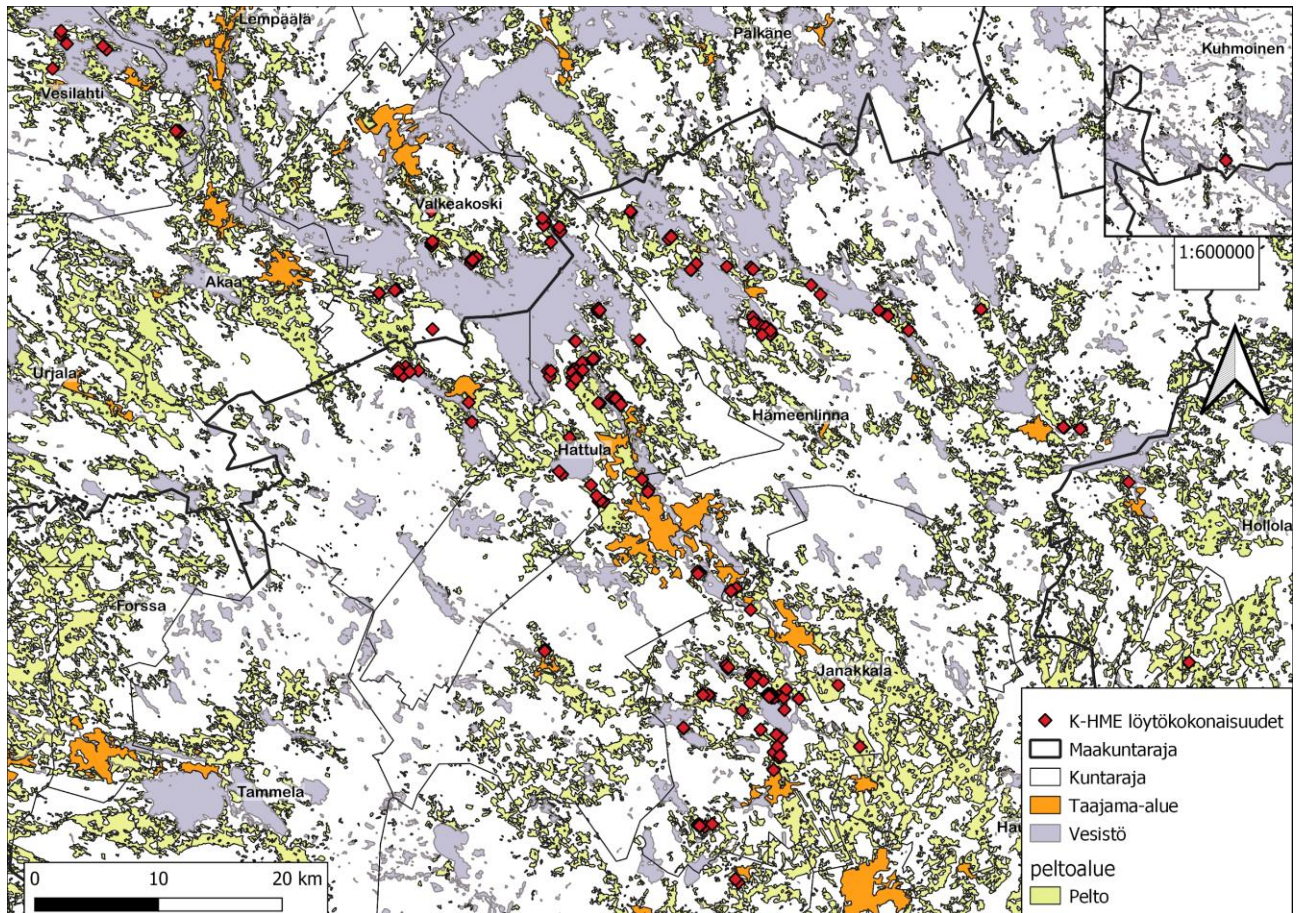 Lempäälä
Pälkäne
Kuhmoinen
Vesilahti
Valkeakoski
1:600000
Akaa
Urjala
Hämeenlinna
Hattula
Hollola
Forssa
Janakkala
Tammela
Hau
K-HME löytökokonaisuudet
Maakuntaraja
Kuntaraja
Taajama-alue
Vesistö
peltoalue
Pelto
0 10 20 km